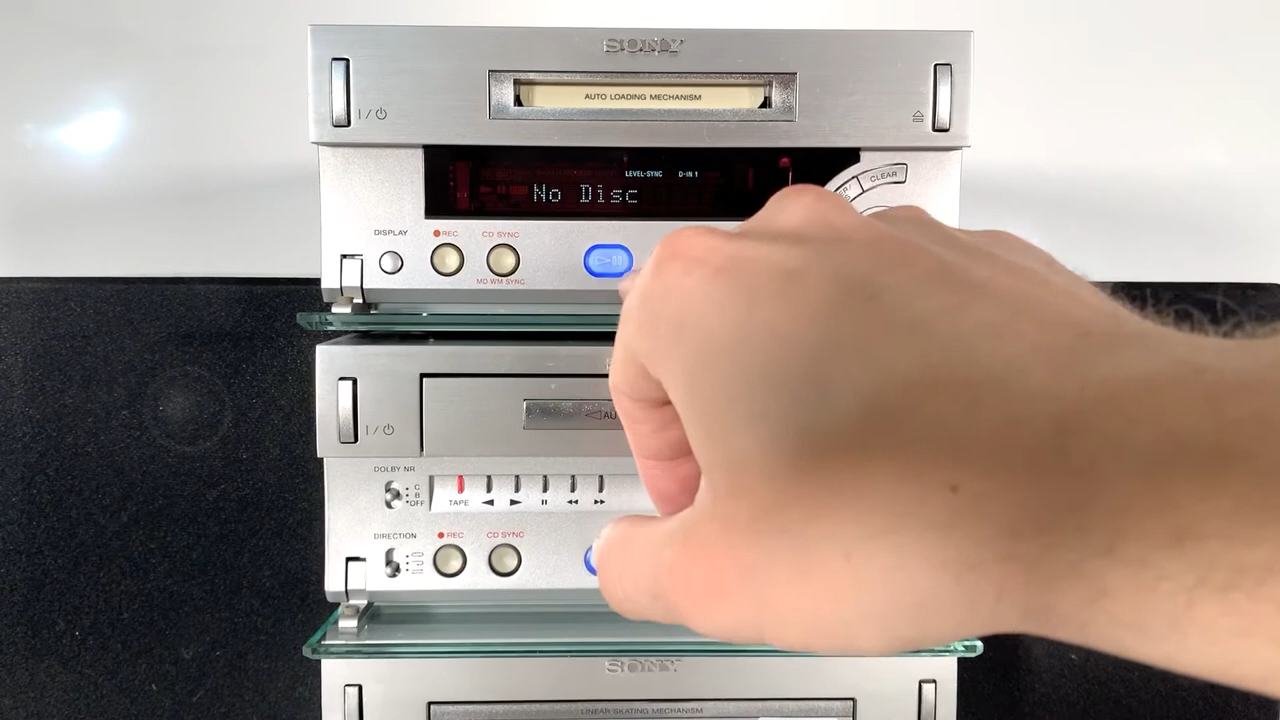 SONY
AUTO LOADING MECHANISM
I/
LEVEL-SYNC D-IN 1
No Disc
CLEAR
DISPLAY
REC
CD SYNC
MD WM SYNC
I/
DOLBY NR
C
B
OFF
TAPE
DIRECTION
REC
CD SYNC
SONY
LINEAR SKATING MECHANISM